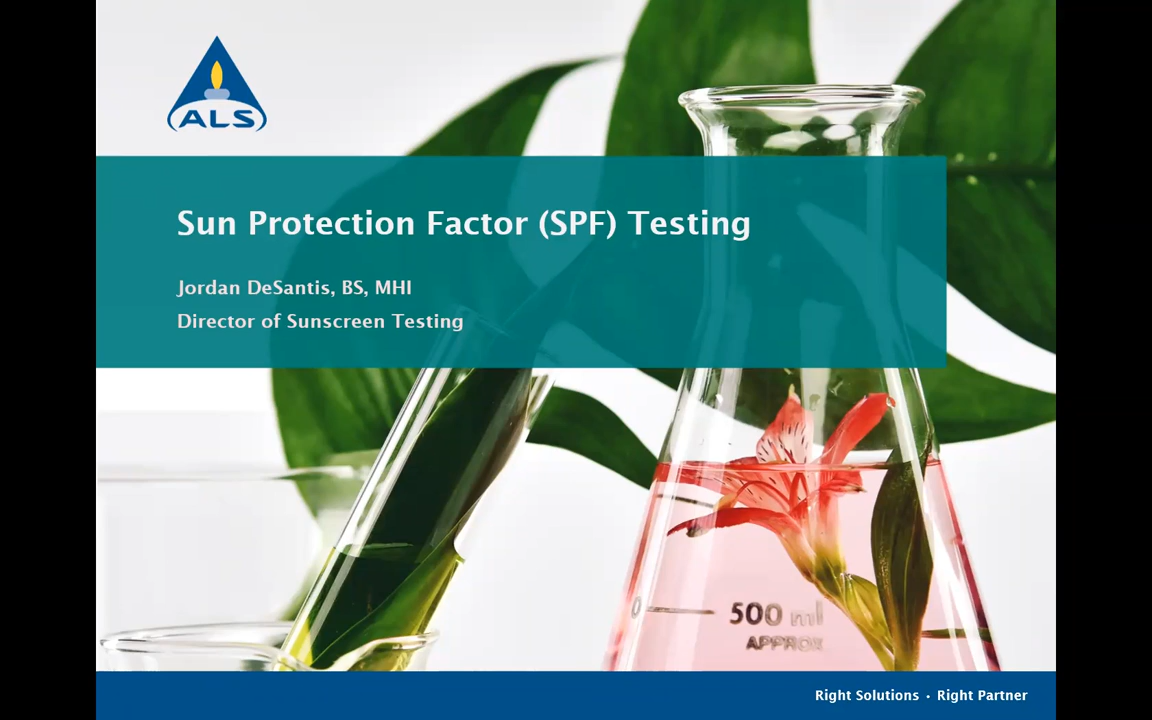 ALS
Sun Protection Factor (SPF) Testing
Jordan DeSantis, BS, MHI
Director of Sunscreen Testing
0
500 ml
APPROX
Right Solutions • Right Partner